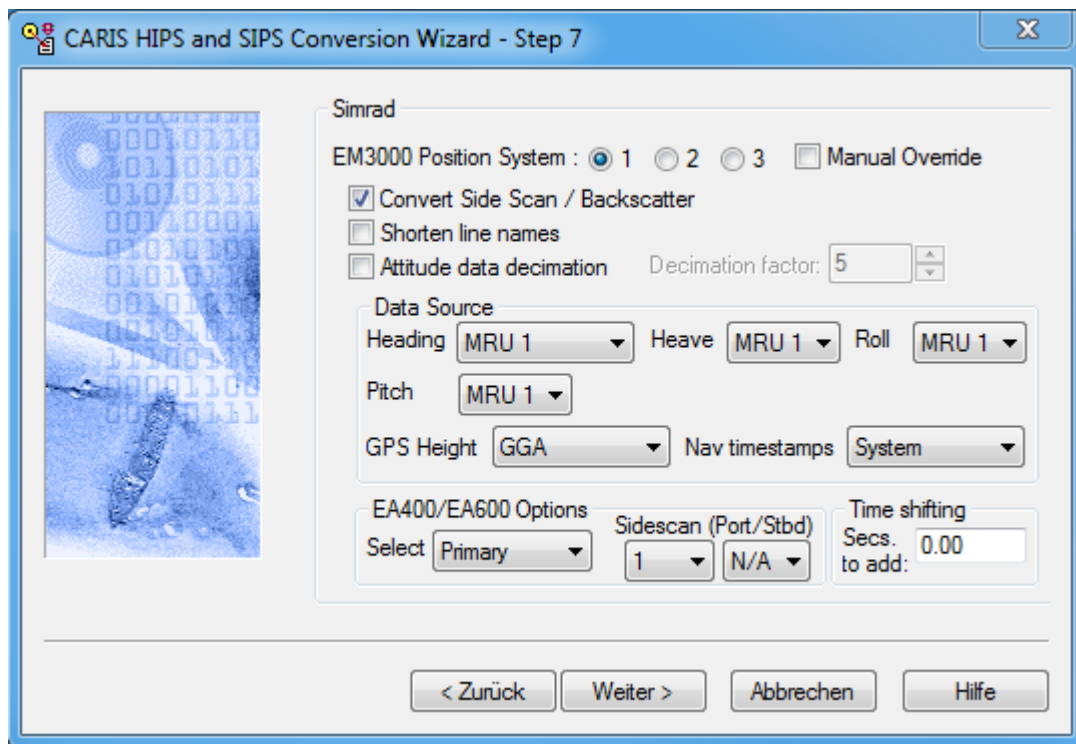 CARIS HIPS and SIPS Conversion Wizard - Step 7
Simrad
EM3000 Position System : 1 2 3 Manual Override
Convert Side Scan / Backscatter
Shorten line names
Attitude data decimation Decimation factor: 5
Data Source
Heading MRU 1 Heave MRU 1 Roll MRU 1
Pitch MRU 1
GPS Height GGA Nav timestamps System
EA400/EA600 Options
Select Primary
Sidescan (Port/Stbd)
1 N/A
Time shifting
Secs.
to add: 0.00
< Zurück Weiter > Abbrechen Hilfe